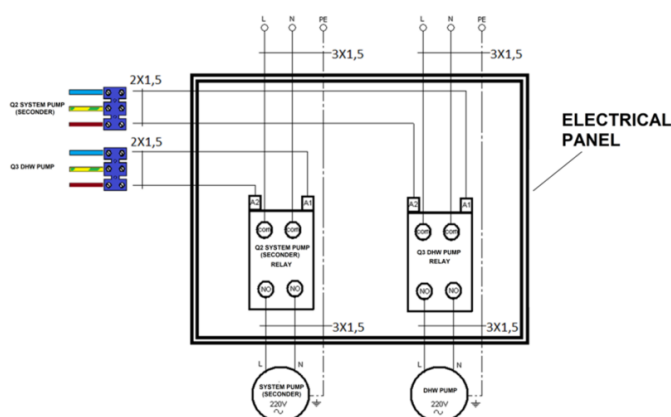 L N PE L N PE
3X1,5 3X1,5
2X1,5
Q2 SYSTEM PUMP
(SECONDER)
2X1,5
Q3 DHW PUMP
ELECTRICAL
PANEL
A2 A1 A2 A1
com com com com
Q2 SYSTEM PUMP
(SECONDER)
RELAY
Q3 DHW PUMP
RELAY
NO NO NO NO
3X1,5 3X1,5
L N L N
SYSTEM PUMP
(SECONDER)
220V
DHW PUMP
220V